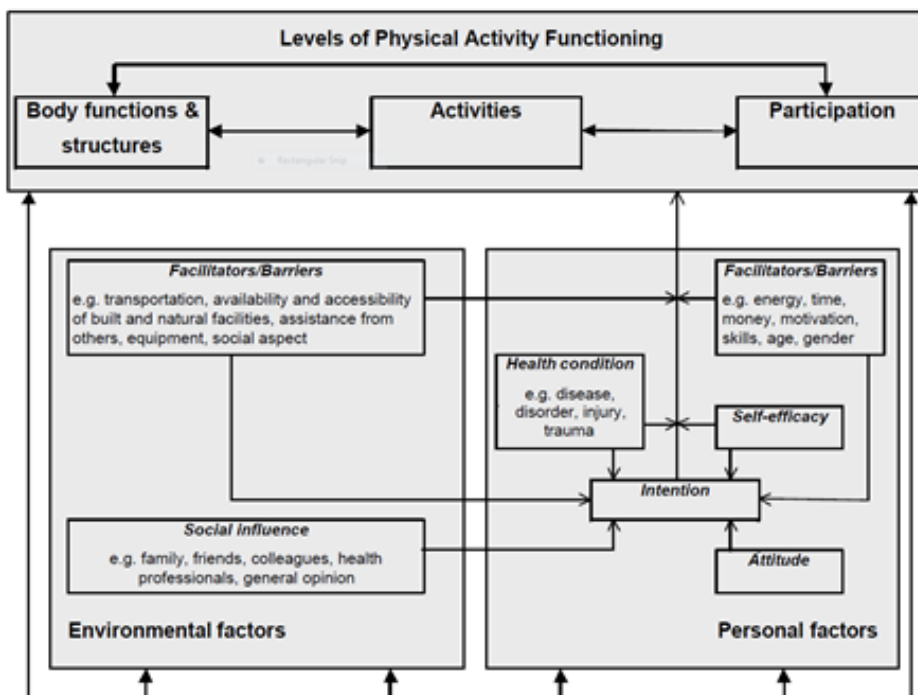 Levels of Physical Activity Functioning
Body functions &
structures
Activities
Participation
Rectangular Snip
Facilitators/Barriers
e.g. transportation, availability and accessibility
of built and natural facilities, assistance from
others, equipment, social aspect
Facilitators/Barriers
e.g. energy, time,
money, motivation,
skills, age, gender
Health condition
e.g. disease,
disorder, injury,
trauma
Self-efficacy
Intention
Social influence
e.g. family, friends, colleagues, health
professionals, general opinion
Attitude
Environmental factors
Personal factors